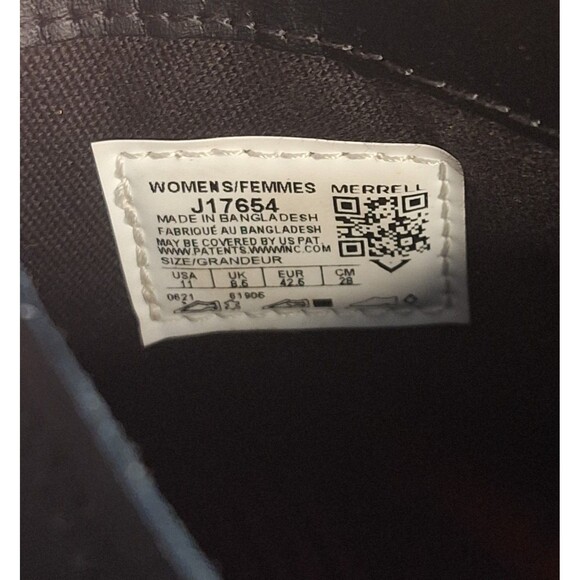 WOMENS/FEMMES MERRELL
J17654
MADE IN BANGLADESH
FABRIQUÉ AU BANGLADESH
MAY BE COVERED BY US PAT.
WWW.PATENTS.WWWINC.COM
SIZE/GRANDEUR
USA UK EUR CM
11 8.5 42.5 28
0621 61906